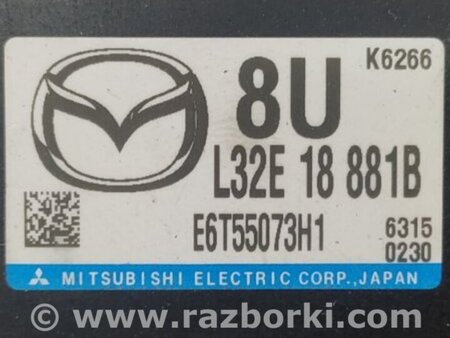 K6266
8U
L32E 18 881B
E6T55073H1
6315
0230
MITSUBISHI ELECTRIC CORP., JAPAN
© www.razborki.com